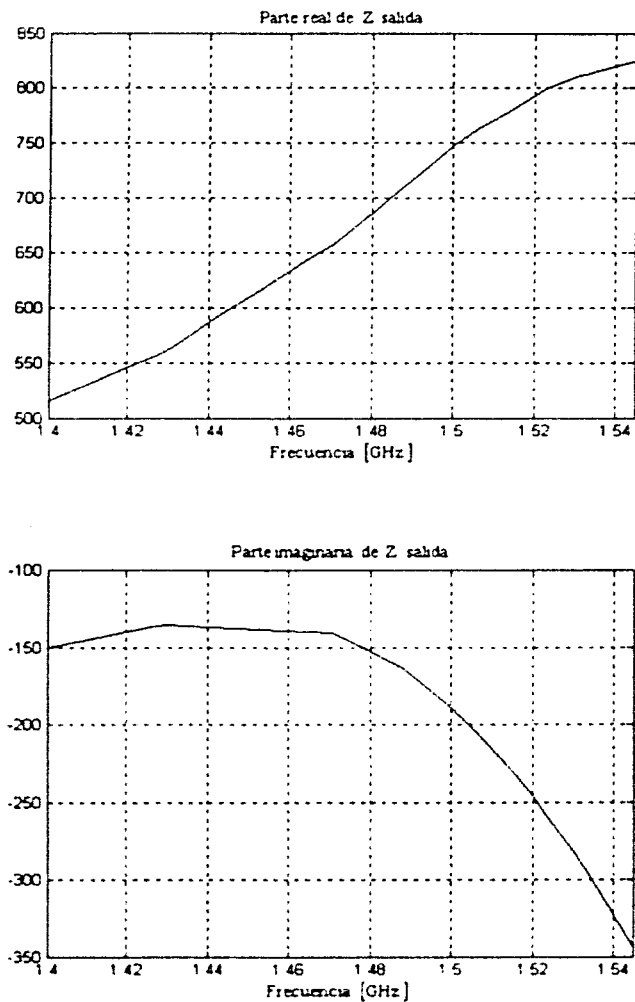 Parte real de Z salida
850
800
750
700
650
600
550
500
1 4 1 42 1 44 1 46 1 48 1 5 1 52 1 54
Frecuencia [GHz]
Parte imaginaria de Z salida
-100
-150
-200
-250
-300
-350
1 4 1 42 1 44 1 46 1 48 1 5 1 52 1 54
Frecuencia [GHz]